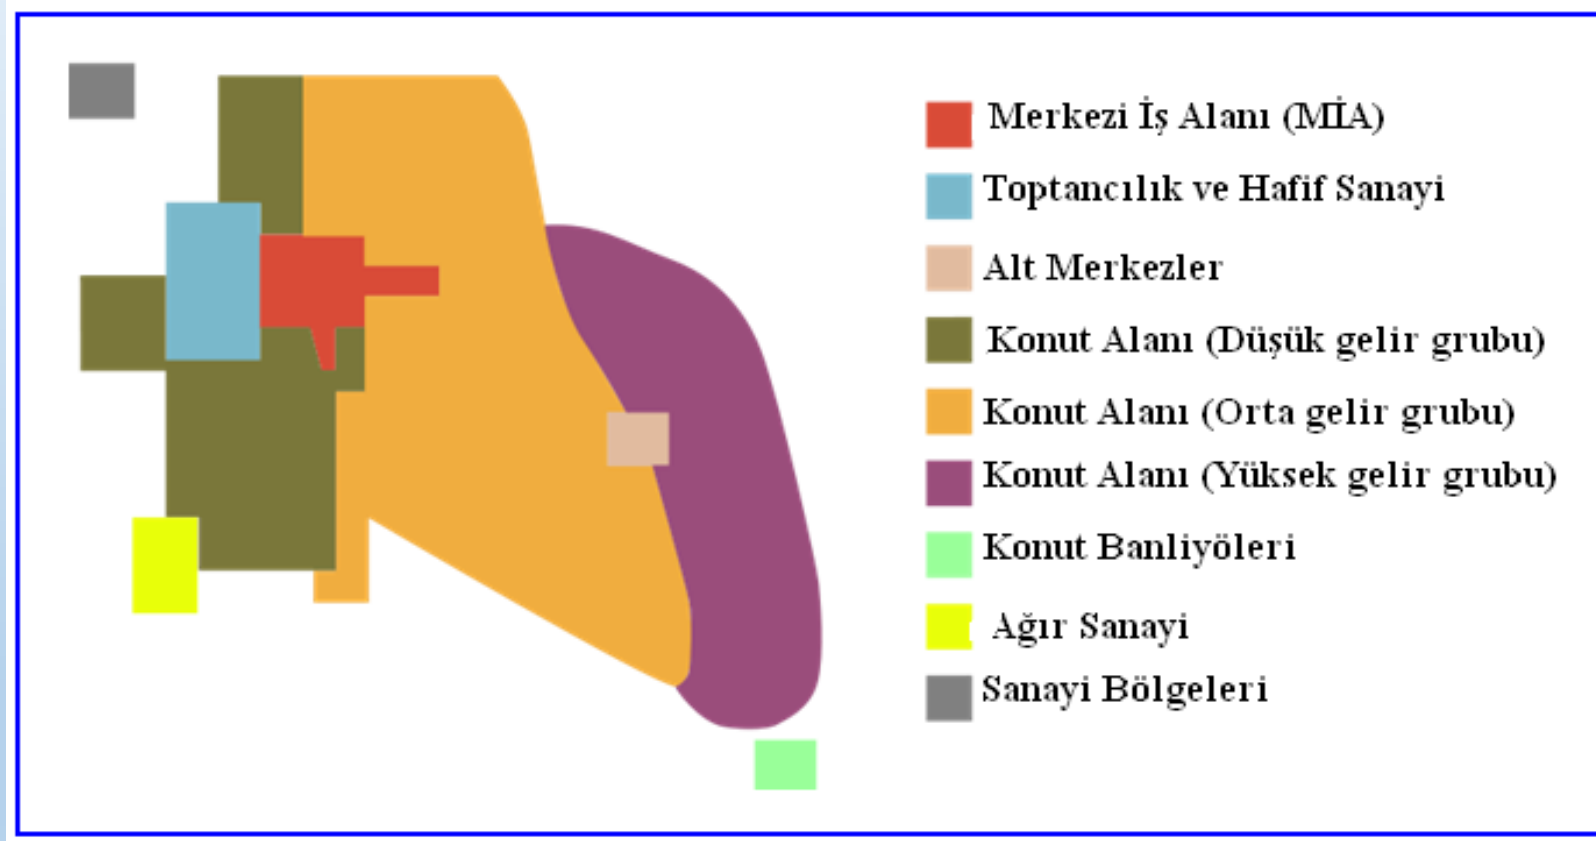 Merkezi İş Alanı (MİA)
Toptancılık ve Hafif Sanayi
Alt Merkezler
Konut Alanı (Düşük gelir grubu)
Konut Alanı (Orta gelir grubu)
Konut Alanı (Yüksek gelir grubu)
Konut Banliyöleri
Ağır Sanayi
Sanayi Bölgeleri